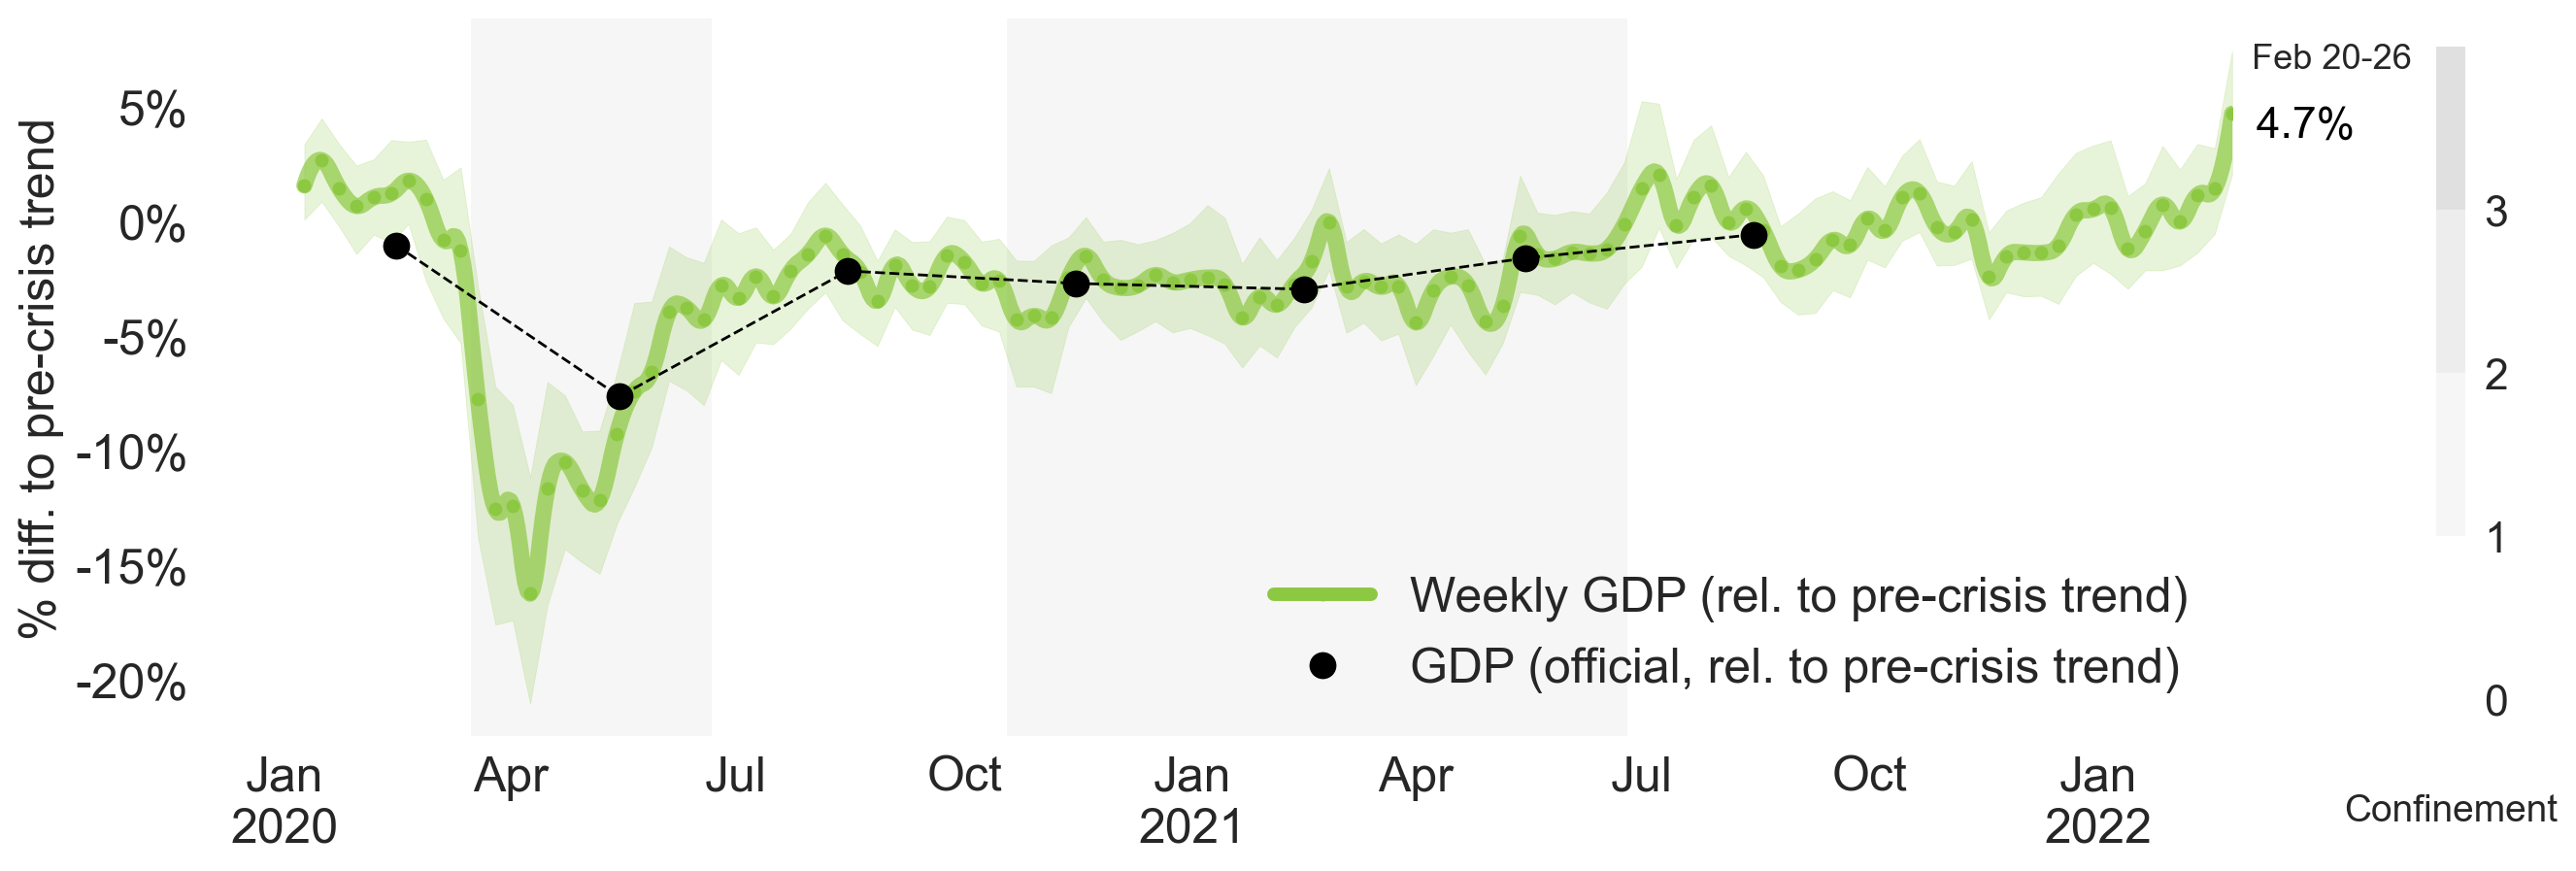 % diff. to pre-crisis trend
5%
0%
-5%
-10%
-15%
-20%
Feb 20-26
4.7%
Weekly GDP (rel. to pre-crisis trend)
GDP (official, rel. to pre-crisis trend)
Jan Apr Jul Oct Jan Apr Jul Oct Jan
2020 2021 2022
3
2
1
0
Confinement